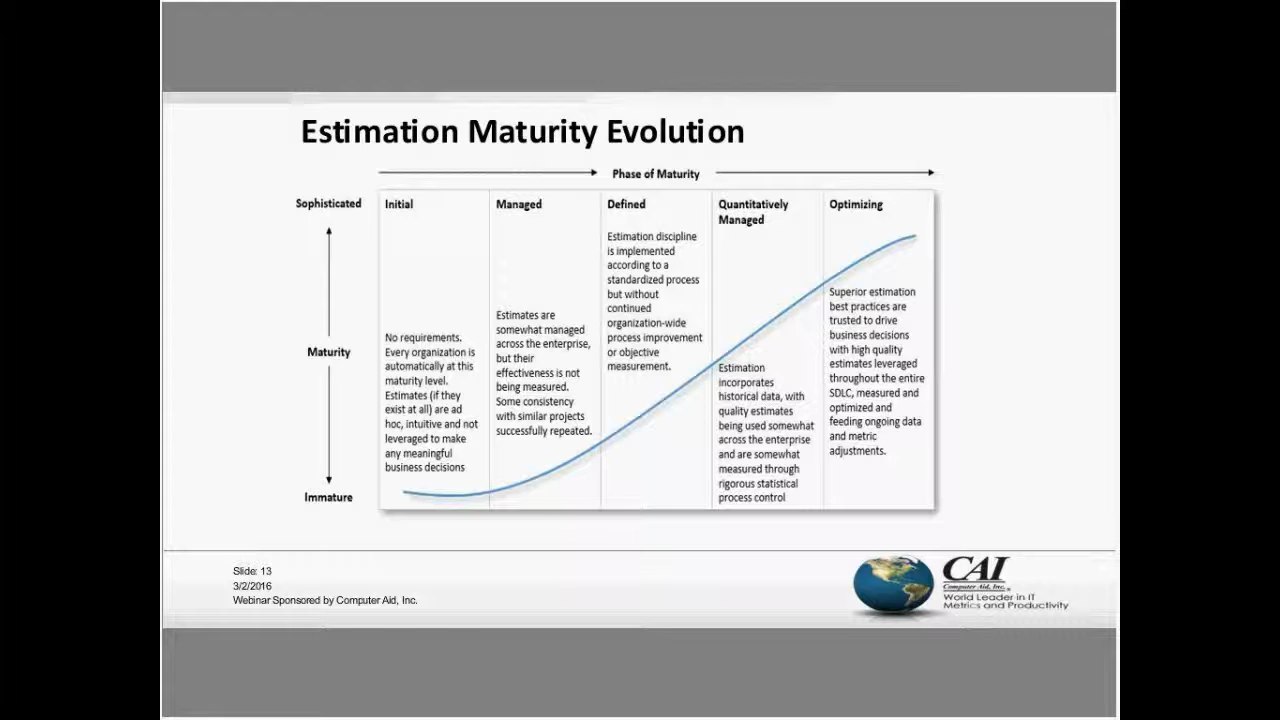 Estimation Maturity Evolution
Phase of Maturity
Sophisticated
Maturity
Immature
Initial
No requirements.
Every organization is
automatically at this
maturity level.
Estimates (if they
exist at all) are ad
hoc, intuitive and not
leveraged to make
any meaningful
business decisions
Managed
Estimates are
somewhat managed
across the enterprise,
but their
effectiveness is not
being measured.
Some consistency
with similar projects
successfully repeated.
Defined
Estimation discipline
is implemented
according to a
standardized process
but without
continued
organization-wide
process improvement
or objective
measurement.
Quantitatively
Managed
Estimation
incorporates
historical data, with
quality estimates
being used somewhat
across the enterprise
and are somewhat
measured through
rigorous statistical
process control
Optimizing
Superior estimation
best practices are
trusted to drive
business decisions
with high quality
estimates leveraged
throughout the entire
SDLC, measured and
optimized and
feeding ongoing data
and metric
adjustments.
Slide: 13
3/2/2016
Webinar Sponsored by Computer Aid, Inc.
CAI
Computer Aid, Inc.
World Leader in IT
Metrics and Productivity